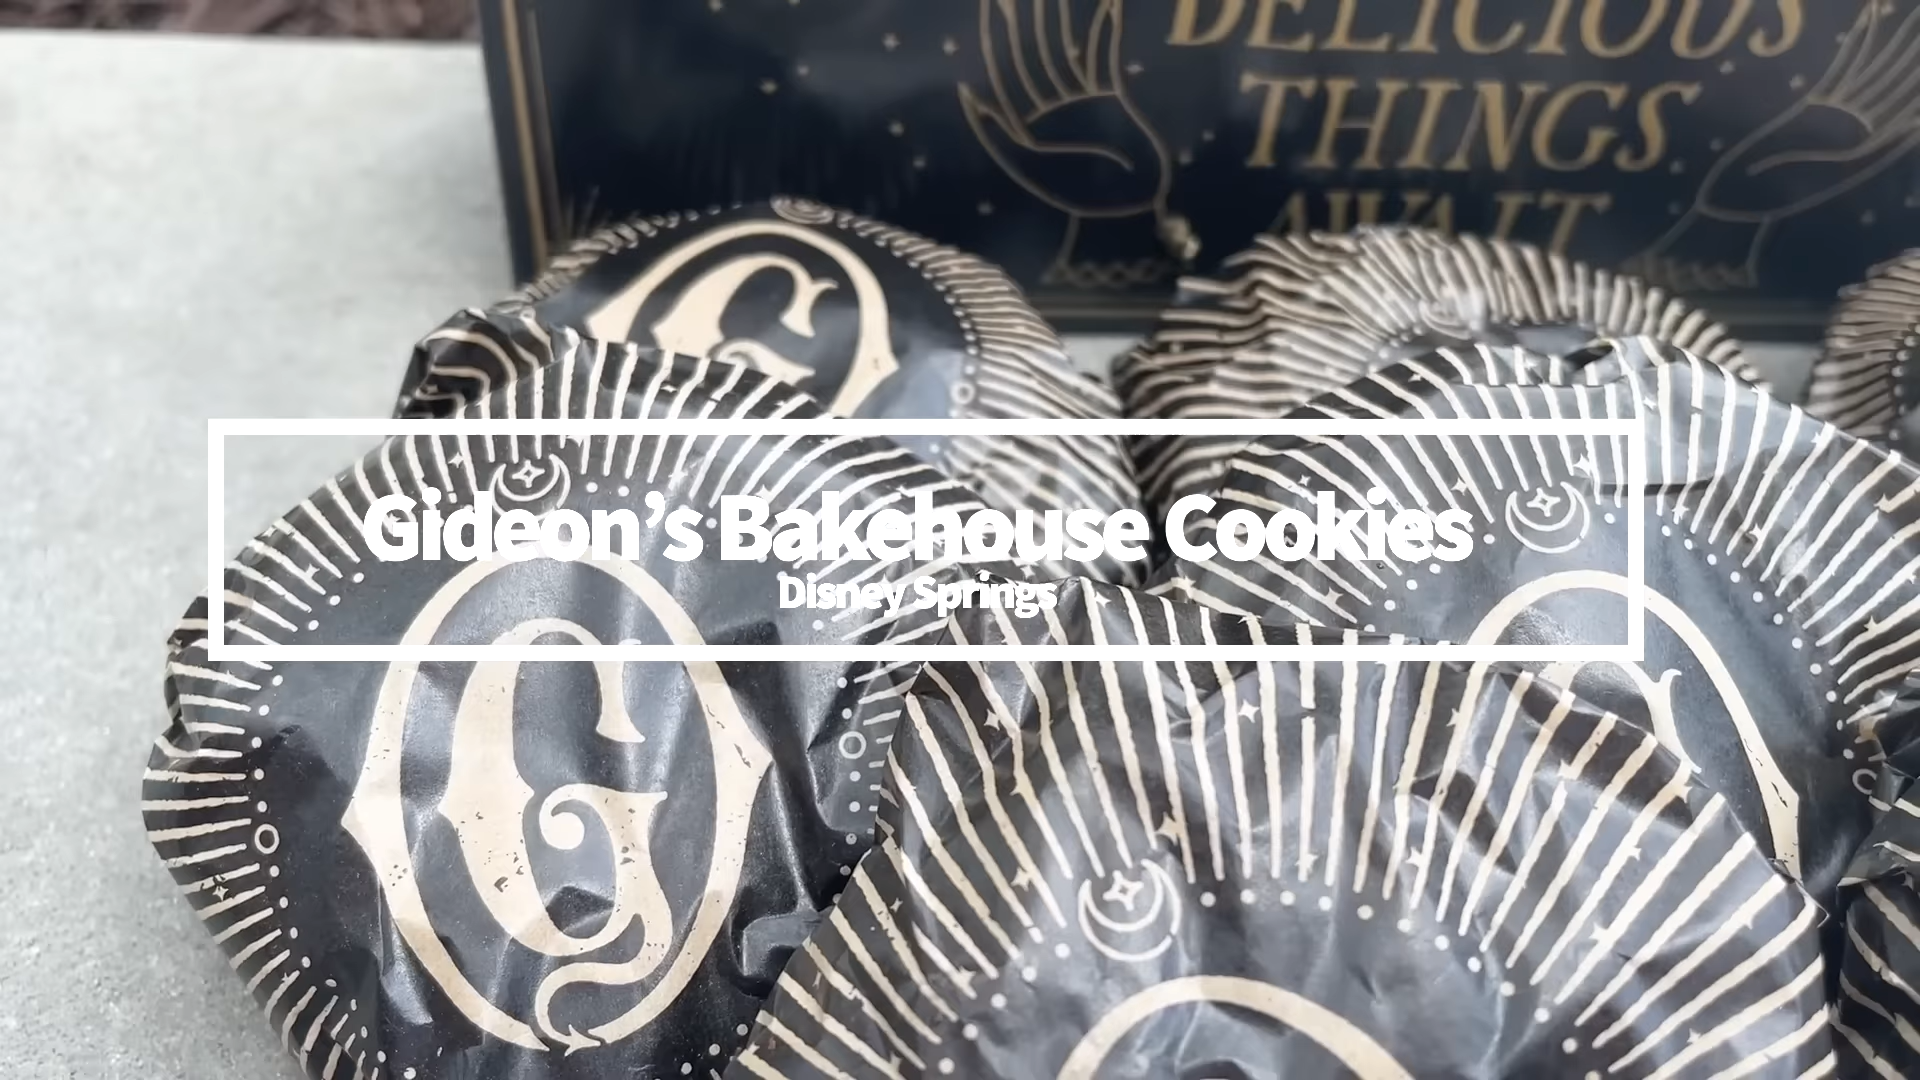 DELICIOUS
THINGS
AWAIT
G
Gideon’s Bakehouse Cookies
Disney Springs
G